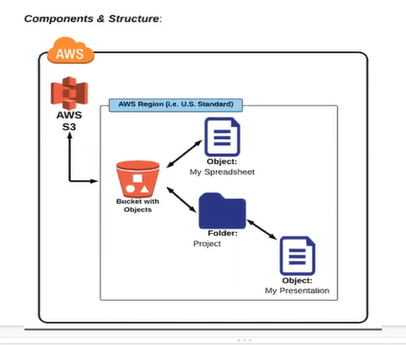 Components & Structure:
AWS
AWS
S3
AWS Region (i.e. U.S. Standard)
Object:
My Spreadsheet
Bucket with
Objects
Folder:
Project
Object:
My Presentation